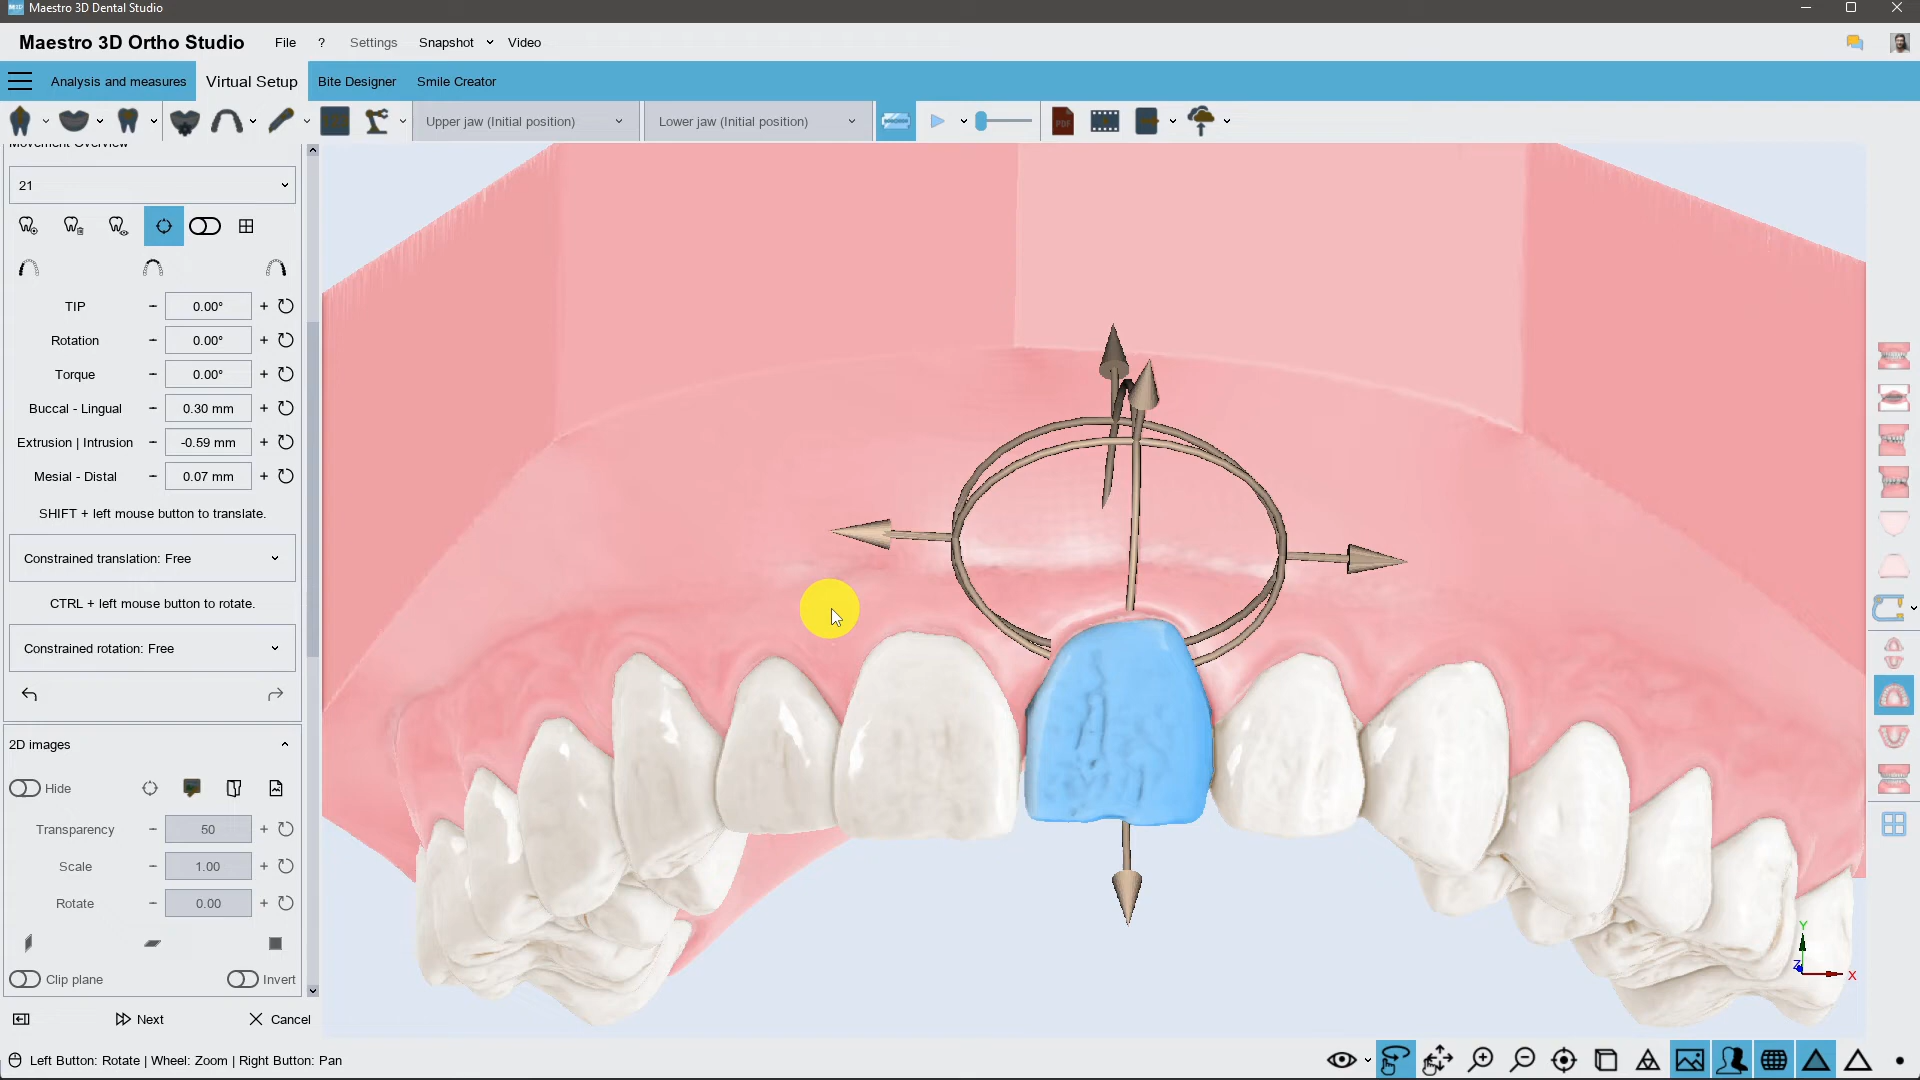 Maestro 3D Dental Studio
Maestro 3D Ortho Studio File ? Settings Snapshot Video
Analysis and measures Virtual Setup Bite Designer Smile Creator
Upper jaw (Initial position) Lower jaw (Initial position)
PDF
Movement Overview
21
TIP - 0.00° +
Rotation - 0.00° +
Torque - 0.00° +
Buccal - Lingual - 0.30 mm +
Extrusion | Intrusion - -0.59 mm +
Mesial - Distal - 0.07 mm +
SHIFT + left mouse button to translate.
Constrained translation: Free
CTRL + left mouse button to rotate.
Constrained rotation: Free
2D images
Hide
Transparency - 50 +
Scale - 1.00 +
Rotate - 0.00 +
Clip plane Invert
Next Cancel
Left Button: Rotate | Wheel: Zoom | Right Button: Pan
Y
Z
X